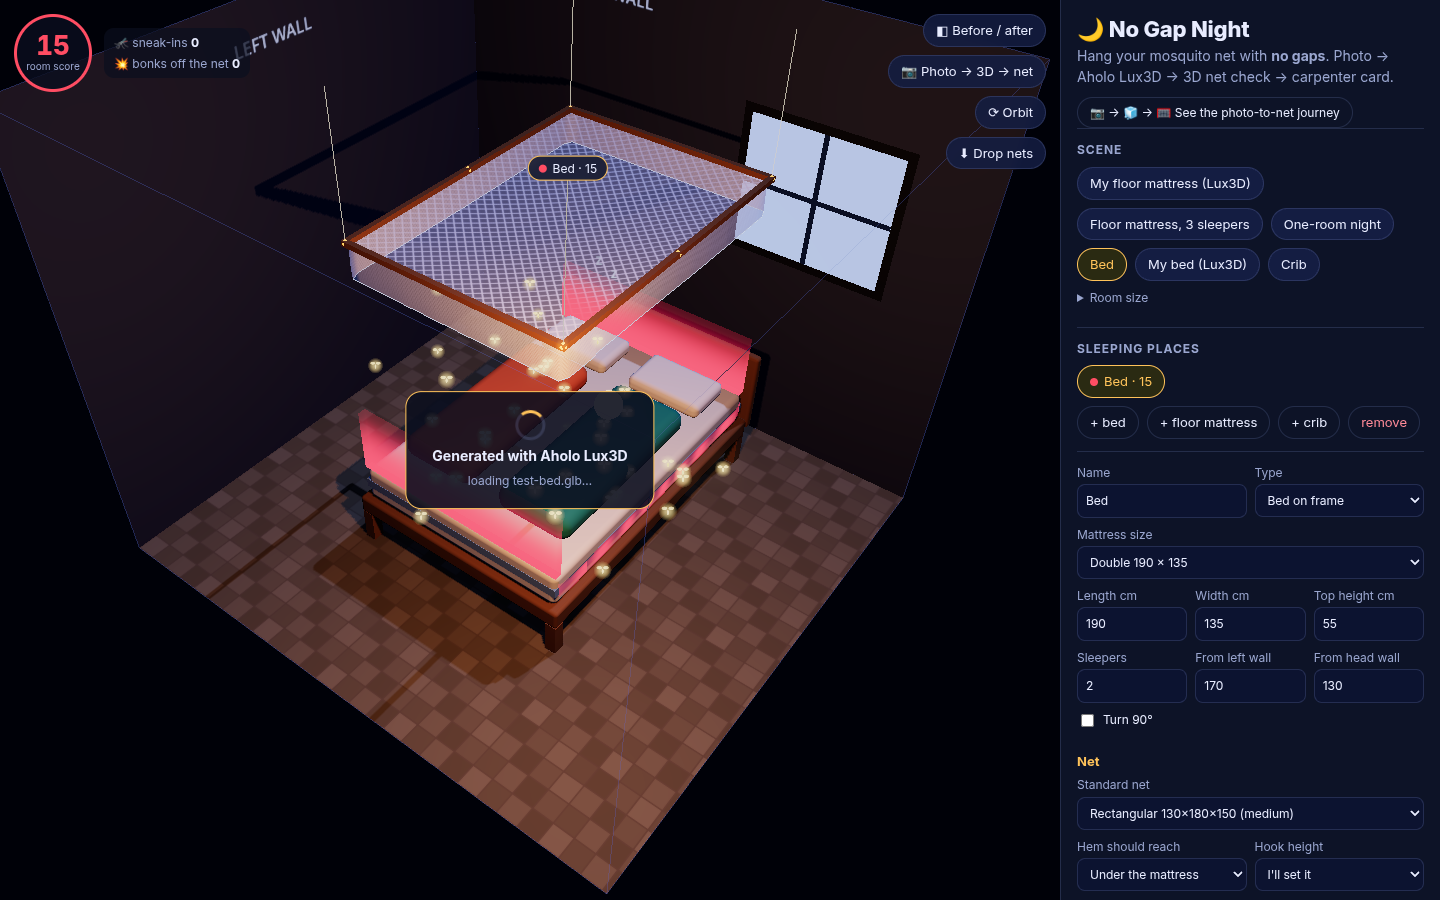 15
room score
sneak-ins 0
bonks off the net 0
LEFT WALL
WALL
Before / after
Photo → 3D → net
Orbit
Drop nets
Bed · 15
Generated with Aholo Lux3D
loading test-bed.glb...
No Gap Night
Hang your mosquito net with no gaps. Photo →
Aholo Lux3D → 3D net check → carpenter card.
→ → See the photo-to-net journey
SCENE
My floor mattress (Lux3D)
Floor mattress, 3 sleepers
One-room night
Bed
My bed (Lux3D)
Crib
Room size
SLEEPING PLACES
Bed · 15
+ bed
+ floor mattress
+ crib
remove
Name
Type
Bed
Bed on frame
Mattress size
Double 190 × 135
Length cm
Width cm
Top height cm
190
135
55
Sleepers
From left wall
From head wall
2
170
130
Turn 90°
Net
Standard net
Rectangular 130×180×150 (medium)
Hem should reach
Hook height
Under the mattress
I'll set it